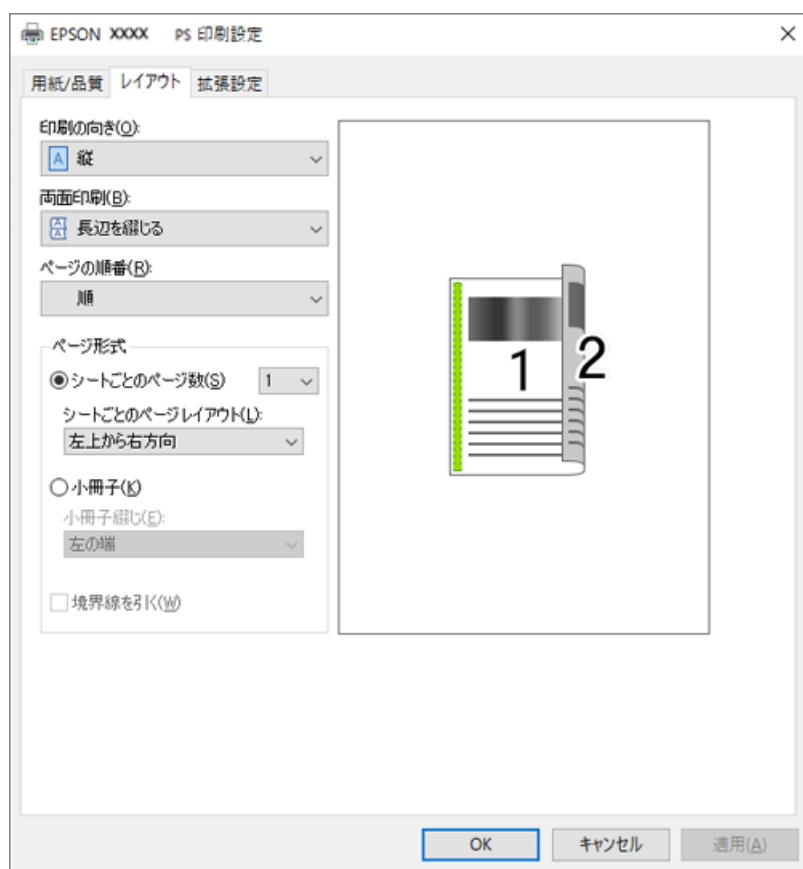 EPSON XXXX PS 印刷設定
用紙/品質 レイアウト 拡張設定
印刷の向き(O):
A 縦
両面印刷(B):
長辺を綴じる
ページの順番(R):
順
ページ形式
シートごとのページ数(S) 1
シートごとのページレイアウト(L):
左上から右方向
小冊子(K)
小冊子綴じ(E):
左の端
境界線を引く(W)
1 2
OK キャンセル 適用(A)